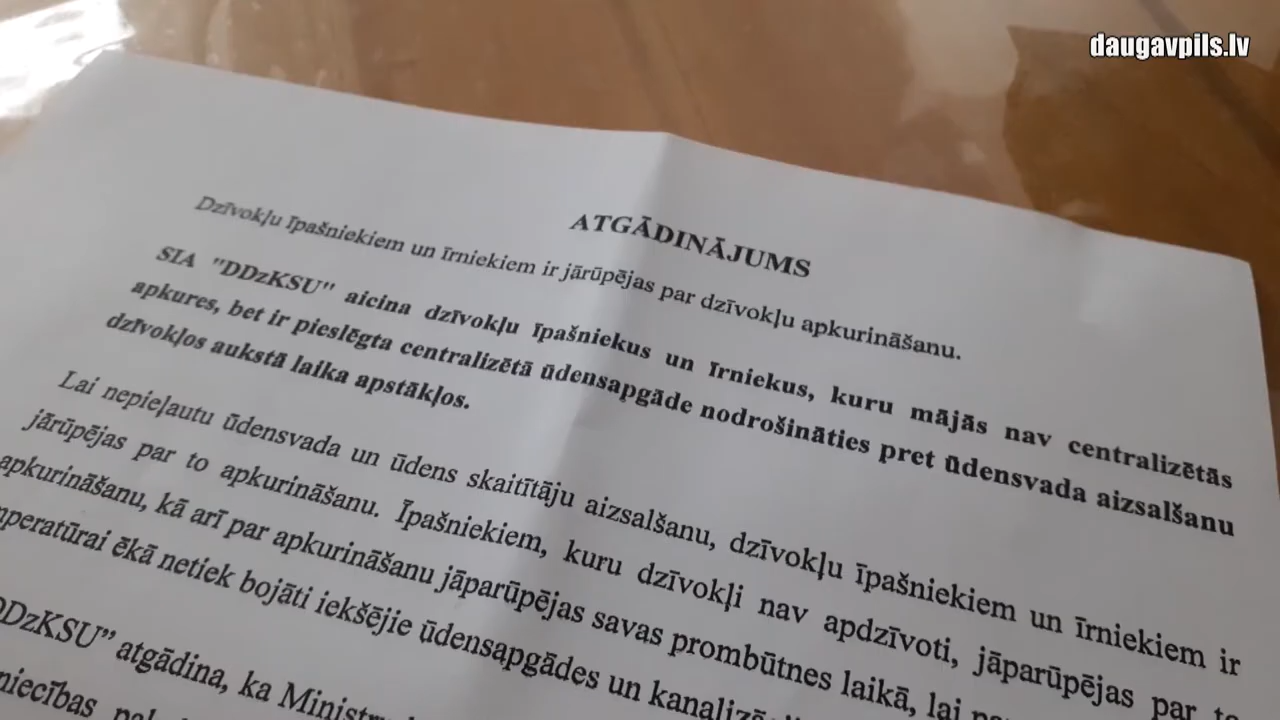 daugavpils.lv
ATGĀDINĀJUMS
Dzīvokļu īpašniekiem un īrniekiem ir jārūpējas par dzīvokļu apkurināšanu.
SIA "DDzKSU" aicina dzīvokļu īpašniekus un īrniekus, kuru mājās nav centralizētās
apkures, bet ir pieslēgta centralizētā ūdensapgāde nodrošināties pret ūdensvada aizsalšanu
dzīvokļos aukstā laika apstākļos.
Lai nepieļautu ūdensvada un ūdens skaitītāju aizsalšanu, dzīvokļu īpašniekiem un īrniekiem ir
jārūpējas par to apkurināšanu. Īpašniekiem, kuru dzīvokļi nav apdzīvoti, jāparūpējas par to
apkurināšanu, kā arī par apkurināšanu jāparūpējas savas prombūtnes laikā, lai
mperatūrai ēkā netiek bojāti iekšējie ūdensapgādes un
DDzKSU" atgādina, ka